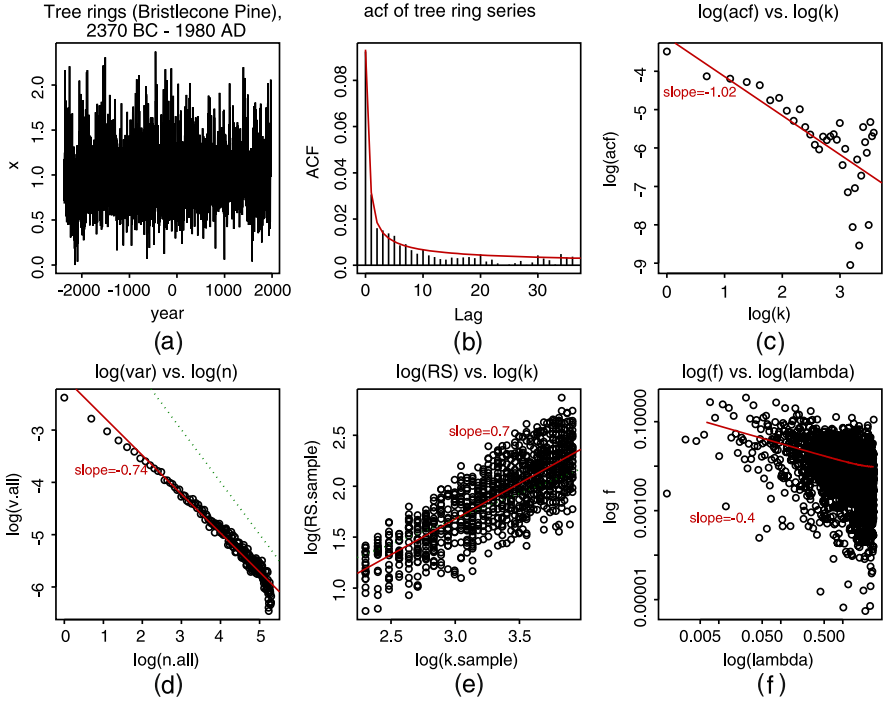 Tree rings (Bristlecone Pine),
2370 BC - 1980 AD
x
0.0 0.5 1.0 1.5 2.0
-2000 -1000 0 1000 2000
year
(a)
acf of tree ring series
ACF
0.0 0.02 0.04 0.06 0.08
0 10 20 30
Lag
(b)
log(acf) vs. log(k)
slope=-1.02
log(acf)
-9 -8 -7 -6 -5 -4
0 1 2 3
log(k)
(c)
log(var) vs. log(n)
slope=-0.74
log(v.all)
-6 -5 -4 -3
0 1 2 3 4 5
log(n.all)
(d)
log(RS) vs. log(k)
slope=0.7
log(RS.sample)
1.0 1.5 2.0 2.5
2.5 3.0 3.5
log(k.sample)
(e)
log(f) vs. log(lambda)
slope=-0.4
log f
0.00001 0.00100 0.10000
0.005 0.050 0.500
log(lambda)
(f)